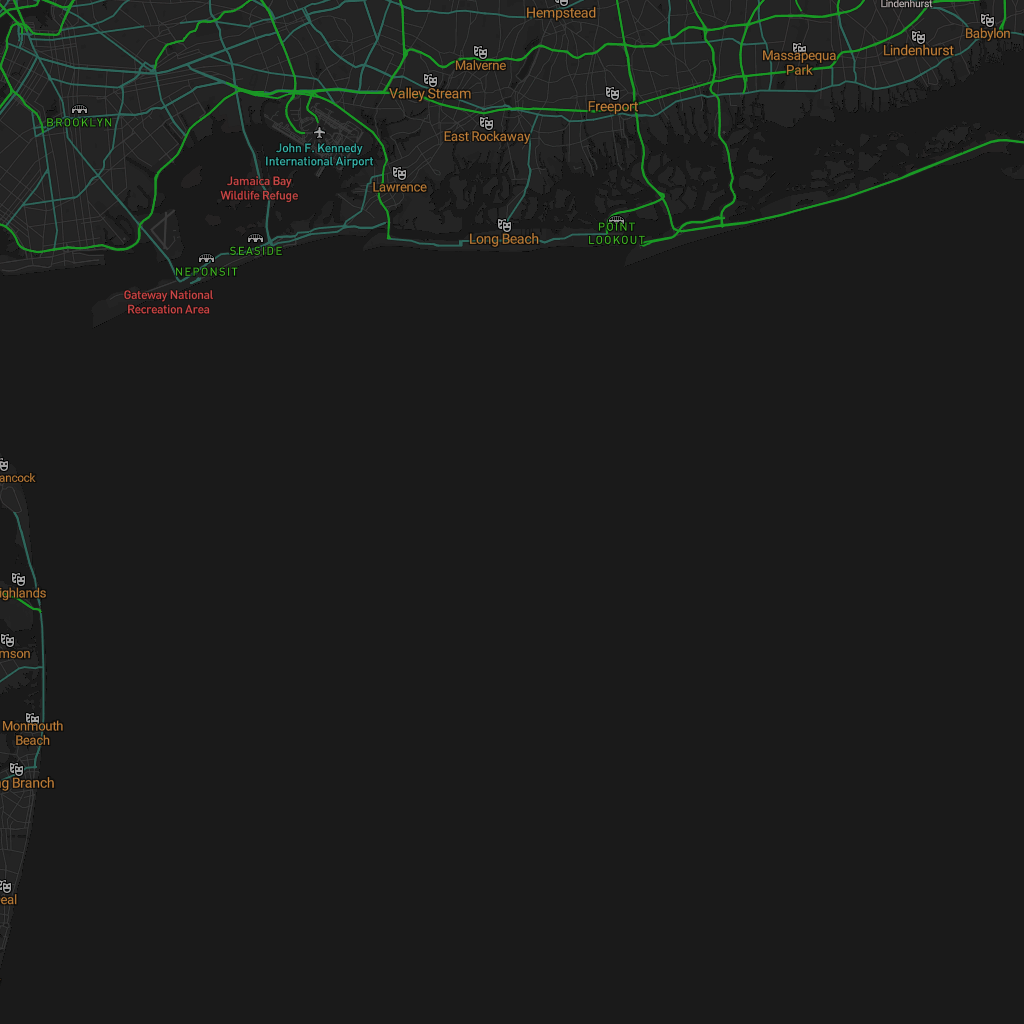 Lindenhurst
Hempstead
Babylon
Lindenhurst
Massapequa
Park
Malverne
Valley Stream
Freeport
BROOKLYN
East Rockaway
John F. Kennedy
International Airport
Jamaica Bay
Wildlife Refuge
Lawrence
POINT
LOOKOUT
Long Beach
SEASIDE
NEPONSIT
Gateway National
Recreation Area
ancock
ighlands
mson
Monmouth
Beach
g Branch
eal